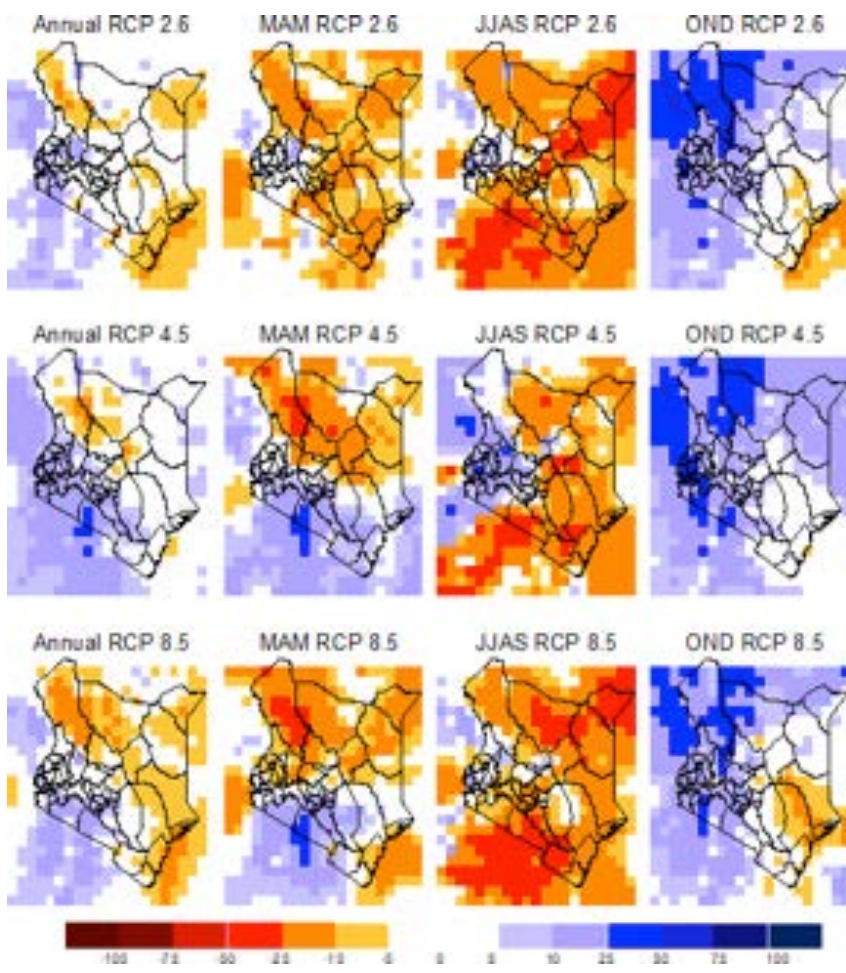 Annual RCP 2.6 MAM RCP 2.6 JJAS RCP 2.6 OND RCP 2.6
Annual RCP 4.5 MAM RCP 4.5 JJAS RCP 4.5 OND RCP 4.5
Annual RCP 8.5 MAM RCP 8.5 JJAS RCP 8.5 OND RCP 8.5
-100 -75 -50 -25 -10 -5 0 5 10 25 50 75 100